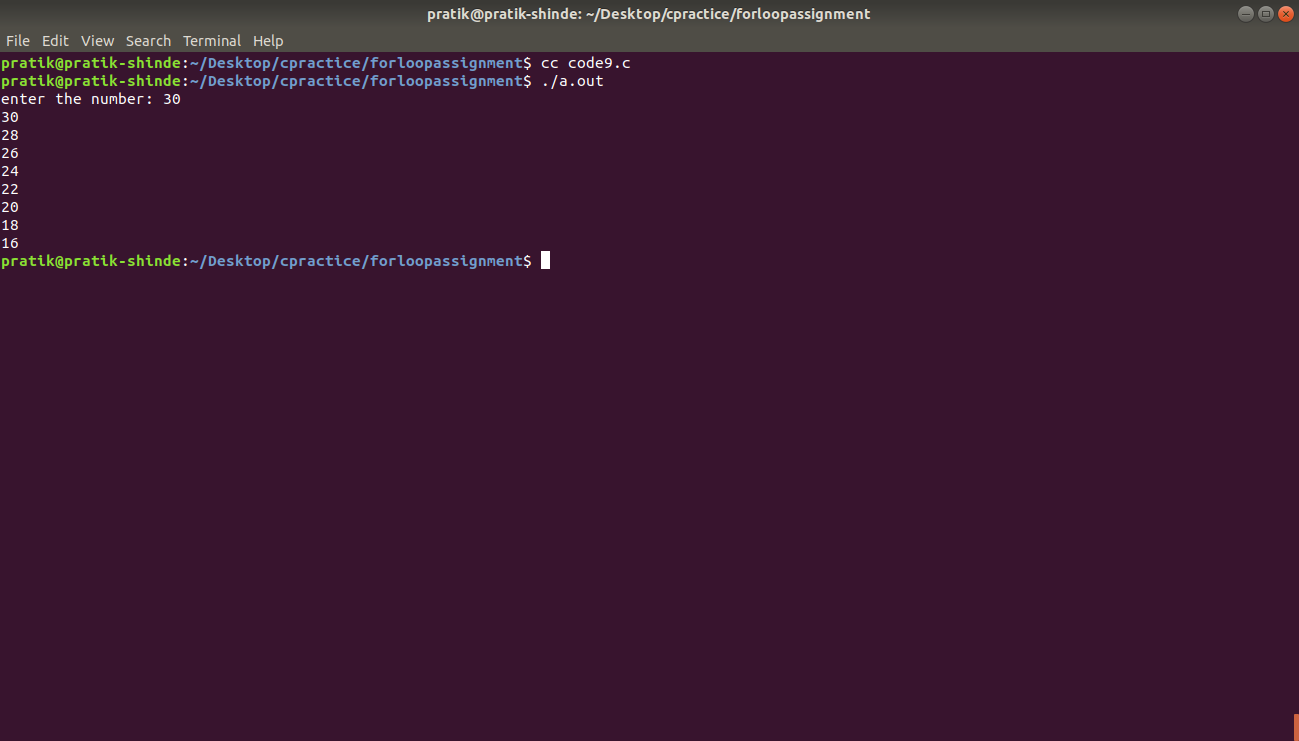 pratik@pratik-shinde: ~/Desktop/cpractice/forloopassignment
File Edit View Search Terminal Help
pratik@pratik-shinde:~/Desktop/cpractice/forloopassignment$ cc code9.c
pratik@pratik-shinde:~/Desktop/cpractice/forloopassignment$ ./a.out
enter the number: 30
30
28
26
24
22
20
18
16
pratik@pratik-shinde:~/Desktop/cpractice/forloopassignment$